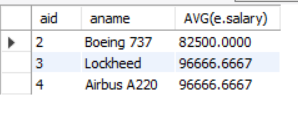 aid aname AVG(e.salary)
2 Boeing 737 82500.0000
3 Lockheed 96666.6667
4 Airbus A220 96666.6667